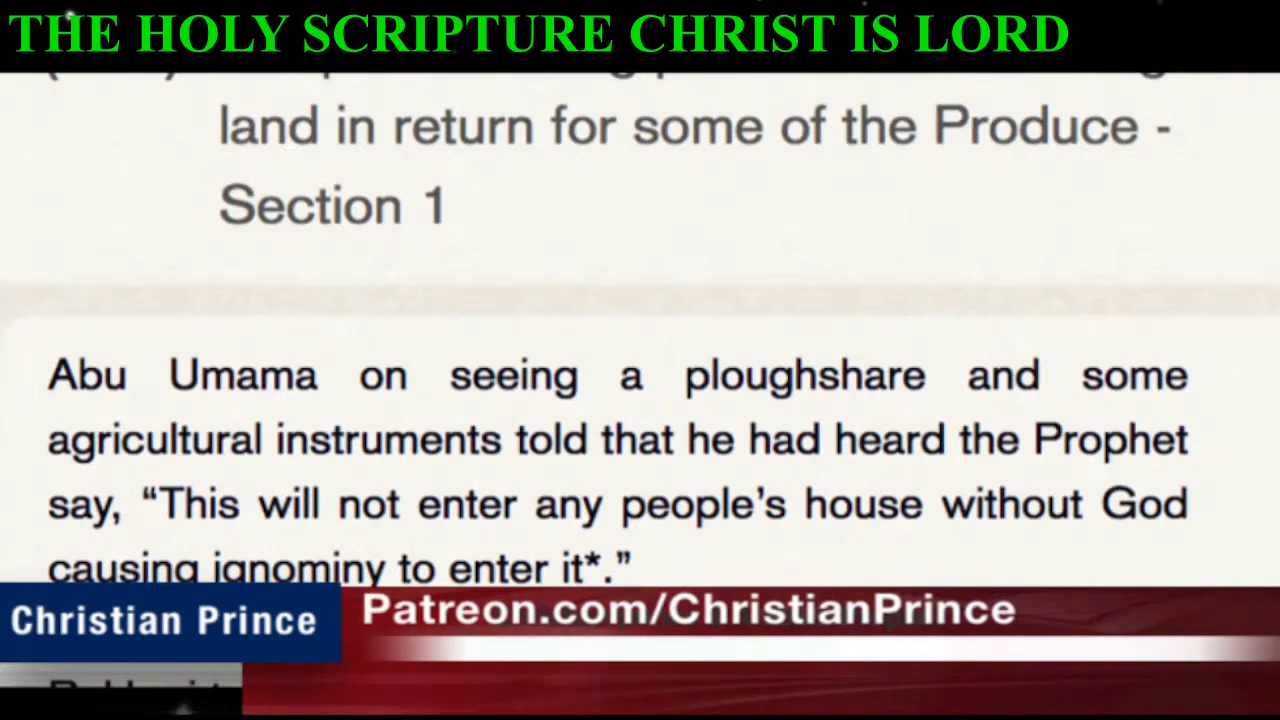 THE HOLY SCRIPTURE CHRIST IS LORD
land in return for some of the Produce -
Section 1
Abu Umama on seeing a ploughshare and some
agricultural instruments told that he had heard the Prophet
say, “This will not enter any people’s house without God
causing ignominy to enter it*.”
Christian Prince
Patreon.com/ChristianPrince